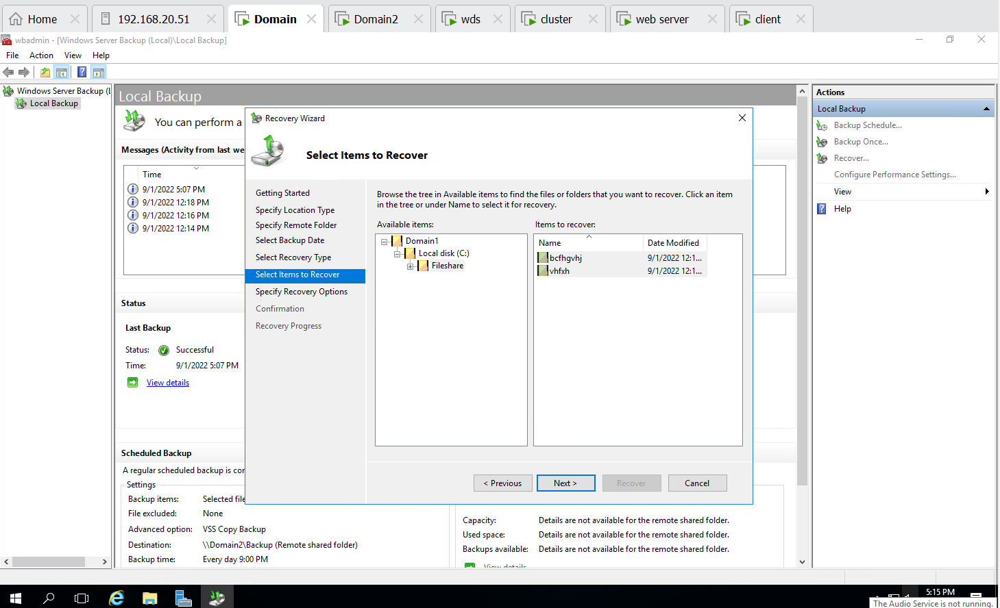 Home
192.168.20.51
Domain
Domain2
wds
cluster
web server
client
wbadmin - [Windows Server Backup (Local)\Local Backup]
File Action View Help
Windows Server Backup (L
Local Backup
Local Backup
You can perform a
Messages (Activity from last we
Time
9/1/2022 5:07 PM
9/1/2022 12:18 PM
9/1/2022 12:16 PM
9/1/2022 12:14 PM
Status
Last Backup
Status: Successful
Time: 9/1/2022 5:07 PM
View details
Scheduled Backup
A regular scheduled backup is con
Settings
Backup items: Selected file
File excluded: None
Advanced option: VSS Copy Backup
Destination: \\Domain2\Backup (Remote shared folder)
Backup time: Every day 9:00 PM
Capacity: Details are not available for the remote shared folder.
Used space: Details are not available for the remote shared folder.
Backups available: Details are not available for the remote shared folder.
View details
Recovery Wizard
Select Items to Recover
Getting Started
Specify Location Type
Specify Remote Folder
Select Backup Date
Select Recovery Type
Select Items to Recover
Specify Recovery Options
Confirmation
Recovery Progress
Browse the tree in Available items to find the files or folders that you want to recover. Click an item
in the tree or under Name to select it for recovery.
Available items:
Domain1
Local disk (C:)
Fileshare
Items to recover:
Name Date Modified
bcfhgvhj 9/1/2022 12:1...
vhfxh 9/1/2022 12:1...
< Previous
Next >
Recover
Cancel
Actions
Local Backup
Backup Schedule...
Backup Once...
Recover...
Configure Performance Settings...
View
Help
5:15 PM
The Audio Service is not running.